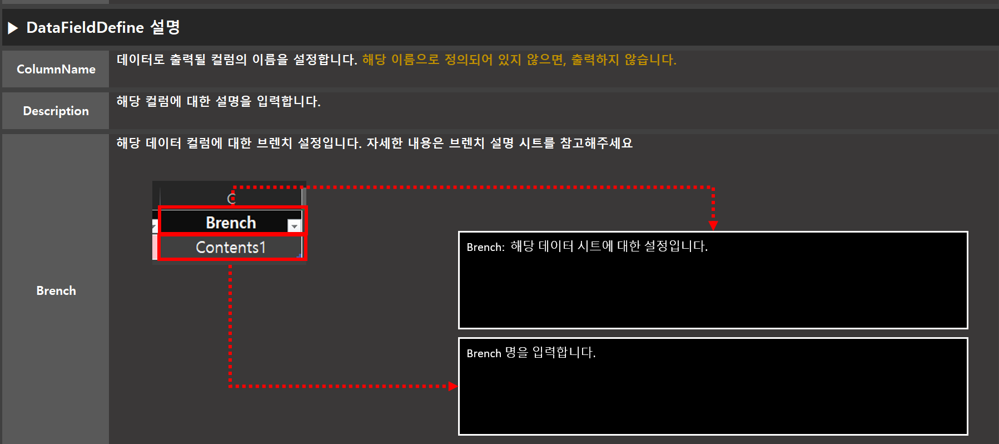 ▶ DataFieldDefine 설명
ColumnName
데이터로 출력될 컬럼의 이름을 설정합니다. 해당 이름으로 정의되어 있지 않으면, 출력하지 않습니다.
Description
해당 컬럼에 대한 설명을 입력합니다.
Brench
해당 데이터 컬럼에 대한 브렌치 설정입니다. 자세한 내용은 브렌치 설명 시트를 참고해주세요
C
Brench
Contents1
Brench: 해당 데이터 시트에 대한 설정입니다.
Brench 명을 입력합니다.